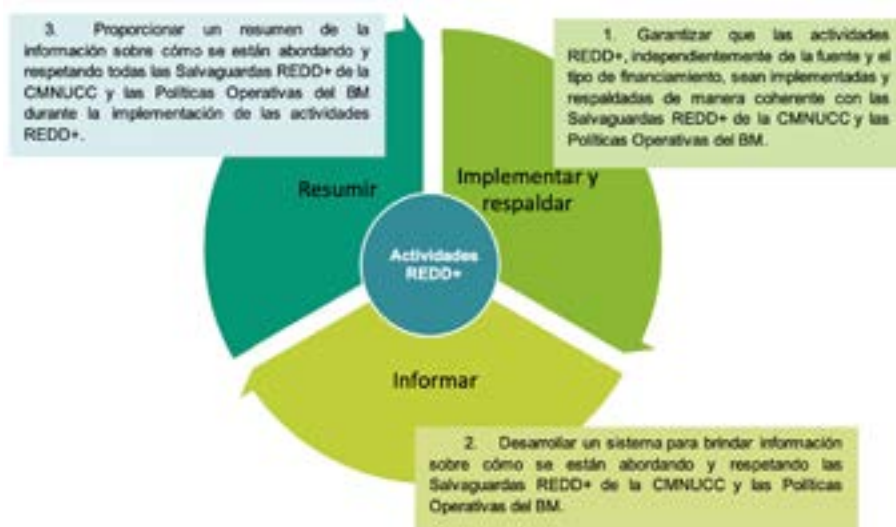 3. Proporcionar un resumen de la
información sobre cómo se están abordando y
respetando todas las Salvaguardas REDD+ de la
CMNUCC y las Políticas Operativas del BM
durante la implementación de las actividades
REDD+.
1. Garantizar que las actividades
REDD+, independientemente de la fuente y el
tipo de financiamiento, sean implementadas y
respaldadas de manera coherente con las
Salvaguardas REDD+ de la CMNUCC y las
Políticas Operativas del BM.
Resumir
Implementar y
respaldar
Actividades
REDD+
Informar
2. Desarrollar un sistema para brindar información
sobre cómo se están abordando y respetando las
Salvaguardas REDD+ de la CMNUCC y las Políticas
Operativas del BM.